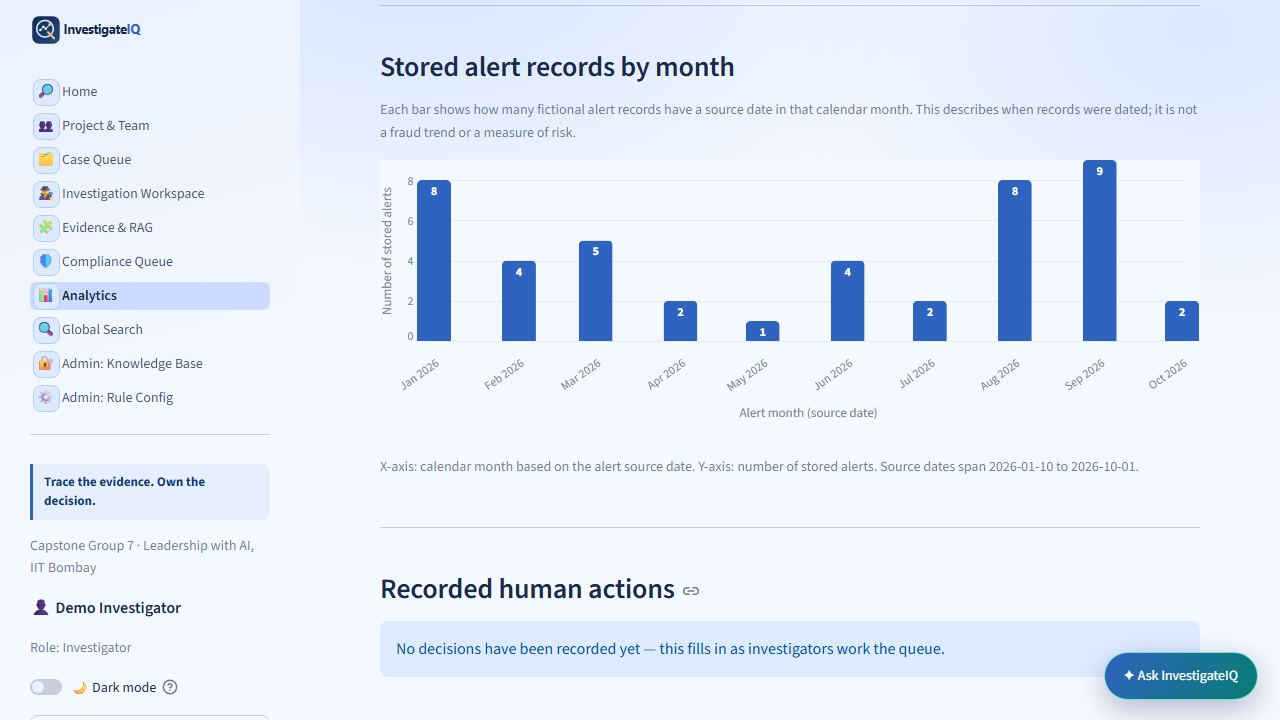 InvestigateIQ
Home
Project & Team
Case Queue
Investigation Workspace
Evidence & RAG
Compliance Queue
Analytics
Global Search
Admin: Knowledge Base
Admin: Rule Config
Trace the evidence. Own the
decision.
Capstone Group 7 · Leadership with AI,
IIT Bombay
Demo Investigator
Role: Investigator
Dark mode
Stored alert records by month
Each bar shows how many fictional alert records have a source date in that calendar month. This describes when records were dated; it is not
a fraud trend or a measure of risk.
Number of stored alerts
8
6
4
2
0
8
4
5
2
1
4
2
8
9
2
Jan 2026
Feb 2026
Mar 2026
Apr 2026
May 2026
Jun 2026
Jul 2026
Aug 2026
Sep 2026
Oct 2026
Alert month (source date)
X-axis: calendar month based on the alert source date. Y-axis: number of stored alerts. Source dates span 2026-01-10 to 2026-10-01.
Recorded human actions
No decisions have been recorded yet — this fills in as investigators work the queue.
✦ Ask InvestigateIQ